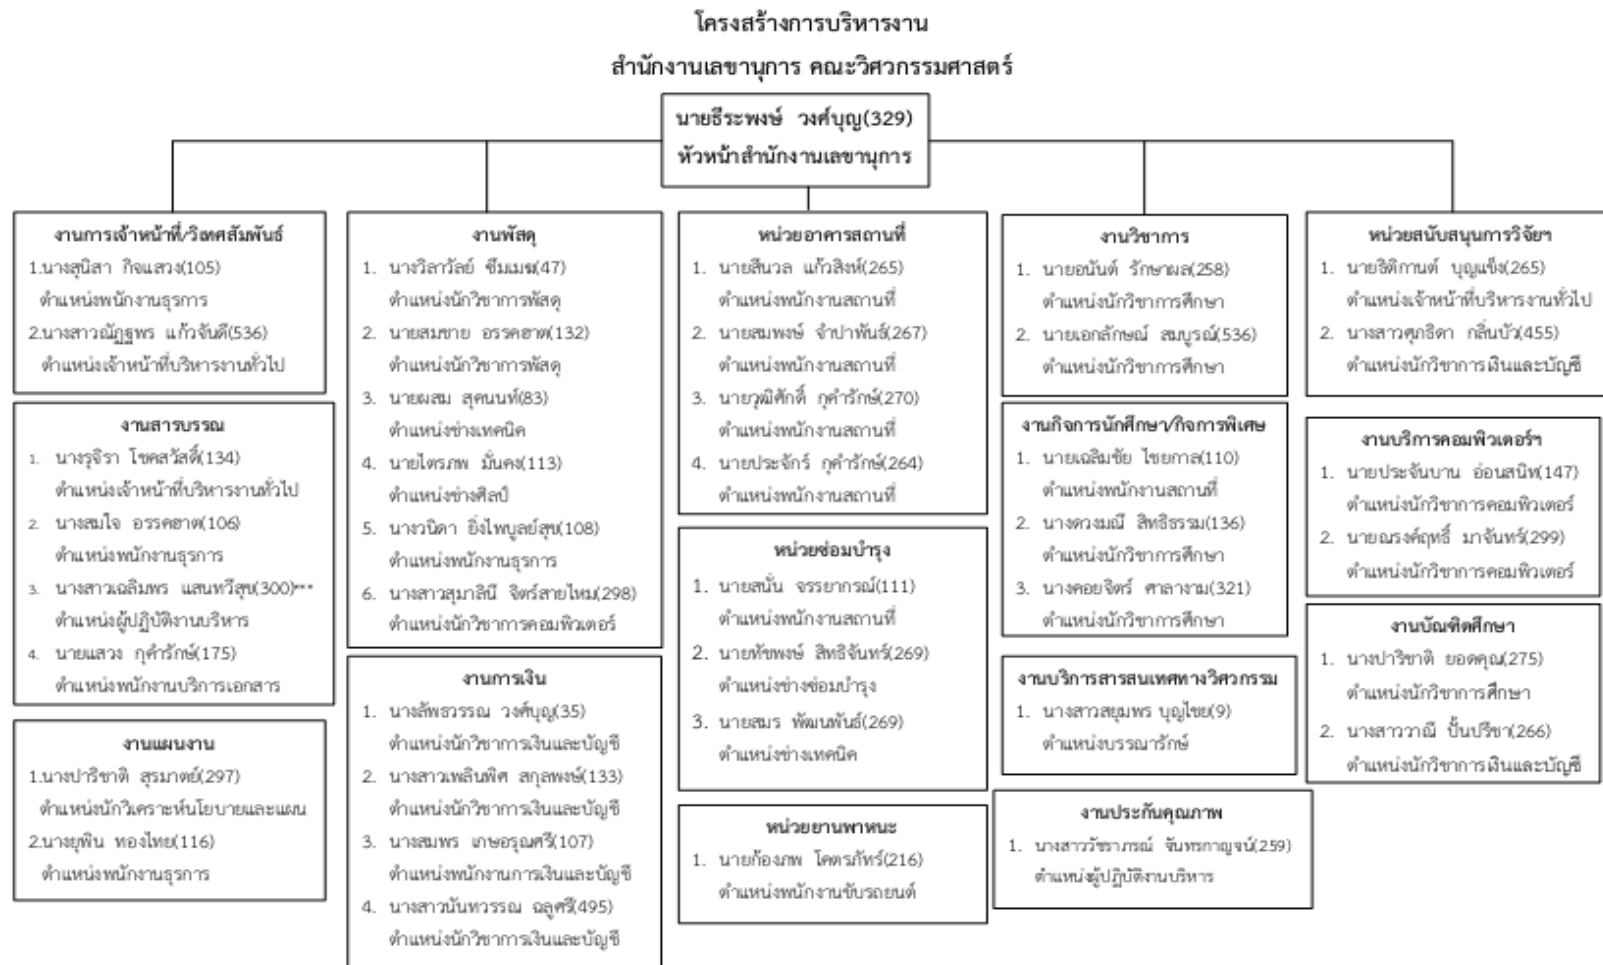 โครงสร้างการบริหารงาน
สำนักงานเลขานุการ คณะวิศวกรรมศาสตร์
นายธีระพงษ์ วงศ์บุญ(329)
หัวหน้าสำนักงานเลขานุการ
งานการเจ้าหน้าที่/วิเทศสัมพันธ์
1.นางสุนิสา กิจแสวง(105)
ตำแหน่งพนักงานธุรการ
2.นางสาวณัฏฐพร แก้วจันดี(536)
ตำแหน่งเจ้าหน้าที่บริหารงานทั่วไป
งานสารบรรณ
1. นางรุจิรา โชคสวัสดิ์(134)
ตำแหน่งเจ้าหน้าที่บริหารงานทั่วไป
2. นางสมใจ อรรคฮาต(106)
ตำแหน่งพนักงานธุรการ
3. นางสาวเฉลิมพร แสนทวีสุข(300)***
ตำแหน่งผู้ปฏิบัติงานบริหาร
4. นายแสวง กุคำรักษ์(175)
ตำแหน่งพนักงานบริการเอกสาร
งานแผนงาน
1.นางปาริชาติ สุรมาตย์(297)
ตำแหน่งนักวิเคราะห์นโยบายและแผน
2.นางยุพิน ทองไทย(116)
ตำแหน่งพนักงานธุรการ
งานพัสดุ
1. นางวิลาวัลย์ ซึมเมฆ(47)
ตำแหน่งนักวิชาการพัสดุ
2. นายสมชาย อรรคฮาต(132)
ตำแหน่งนักวิชาการพัสดุ
3. นายผสม สุคนนท์(83)
ตำแหน่งช่างเทคนิค
4. นายไตรภพ มั่นคง(113)
ตำแหน่งช่างศิลป์
5. นางวนิดา ยิ่งไพบูลย์สุข(108)
ตำแหน่งพนักงานธุรการ
6. นางสาวสุมาลินี จิตร์สายไหม(298)
ตำแหน่งนักวิชาการคอมพิวเตอร์
งานการเงิน
1. นางลัพธวรรณ วงศ์บุญ(35)
ตำแหน่งนักวิชาการเงินและบัญชี
2. นางสาวเพลินพิศ สกุลพงษ์(133)
ตำแหน่งนักวิชาการเงินและบัญชี
3. นางสมพร เกษอรุณศรี(107)
ตำแหน่งพนักงานการเงินและบัญชี
4. นางสาวนันทวรรณ ฉลูศรี(495)
ตำแหน่งนักวิชาการเงินและบัญชี
หน่วยอาคารสถานที่
1. นายสีนวล แก้วสิงห์(265)
ตำแหน่งพนักงานสถานที่
2. นายสมพงษ์ จำปาพันธ์(267)
ตำแหน่งพนักงานสถานที่
3. นายวุฒิศักดิ์ กุคำรักษ์(270)
ตำแหน่งพนักงานสถานที่
4. นายประจักร์ กุคำรักษ์(264)
ตำแหน่งพนักงานสถานที่
หน่วยซ่อมบำรุง
1. นายสนั่น จรรยากรณ์(111)
ตำแหน่งพนักงานสถานที่
2. นายทัชพงษ์ สิทธิจันทร์(269)
ตำแหน่งช่างซ่อมบำรุง
3. นายสมร พัฒนพันธ์(269)
ตำแหน่งช่างเทคนิค
หน่วยยานพาหนะ
1. นายก้องภพ โคตรภัทร์(216)
ตำแหน่งพนักงานขับรถยนต์
งานวิชาการ
1. นายอนันต์ รักษาผล(258)
ตำแหน่งนักวิชาการศึกษา
2. นายเอกลักษณ์ สมบูรณ์(536)
ตำแหน่งนักวิชาการศึกษา
งานกิจการนักศึกษา/กิจการพิเศษ
1. นายเฉลิมชัย ไชยกาล(110)
ตำแหน่งพนักงานสถานที่
2. นางดวงมณี สิทธิธรรม(136)
ตำแหน่งนักวิชาการศึกษา
3. นางคอยจิตร์ ศาลางาม(321)
ตำแหน่งนักวิชาการศึกษา
งานบริการสารสนเทศทางวิศวกรรม
1. นางสาวสยุมพร บุญไชย(9)
ตำแหน่งบรรณารักษ์
งานประกันคุณภาพ
1. นางสาววัชราภรณ์ จันทรกาญจน์(259)
ตำแหน่งผู้ปฏิบัติงานบริหาร
หน่วยสนับสนุนการวิจัยฯ
1. นายธิติกานต์ บุญแข็ง(265)
ตำแหน่งเจ้าหน้าที่บริหารงานทั่วไป
2. นางสาวศุภธิดา กลิ่นบัว(455)
ตำแหน่งนักวิชาการเงินและบัญชี
งานบริการคอมพิวเตอร์ฯ
1. นายประจันบาน อ่อนสนิท(147)
ตำแหน่งนักวิชาการคอมพิวเตอร์
2. นายณรงค์ฤทธิ์ มาจันทร์(299)
ตำแหน่งนักวิชาการคอมพิวเตอร์
งานบัณฑิตศึกษา
1. นางปาริชาติ ยอดคุณ(275)
ตำแหน่งนักวิชาการศึกษา
2. นางสาววาณี ปั้นปรีชา(266)
ตำแหน่งนักวิชาการเงินและบัญชี